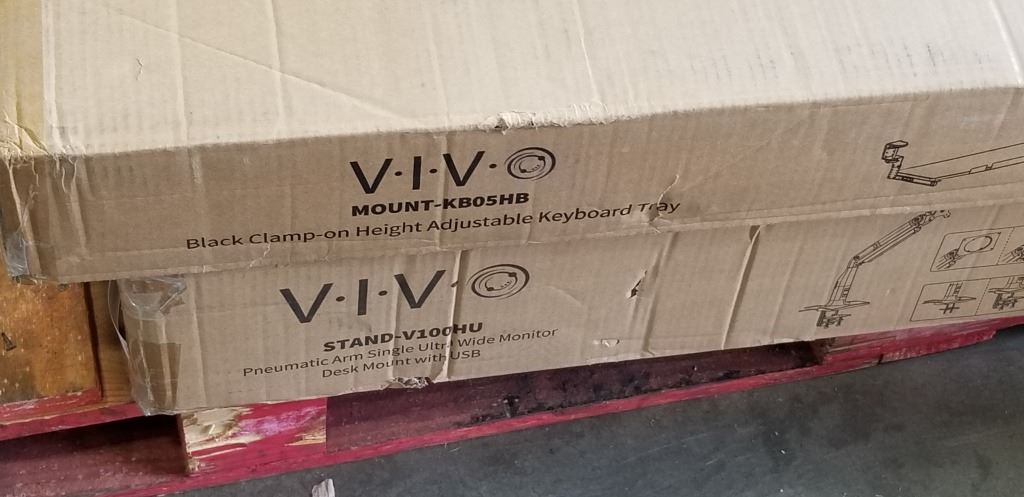 V·I·V·O
MOUNT-KB05HB
Black Clamp-on Height Adjustable Keyboard Tray
V·I·V·O
STAND-V100HU
Pneumatic Arm Single Ultra Wide Monitor
Desk Mount with USB